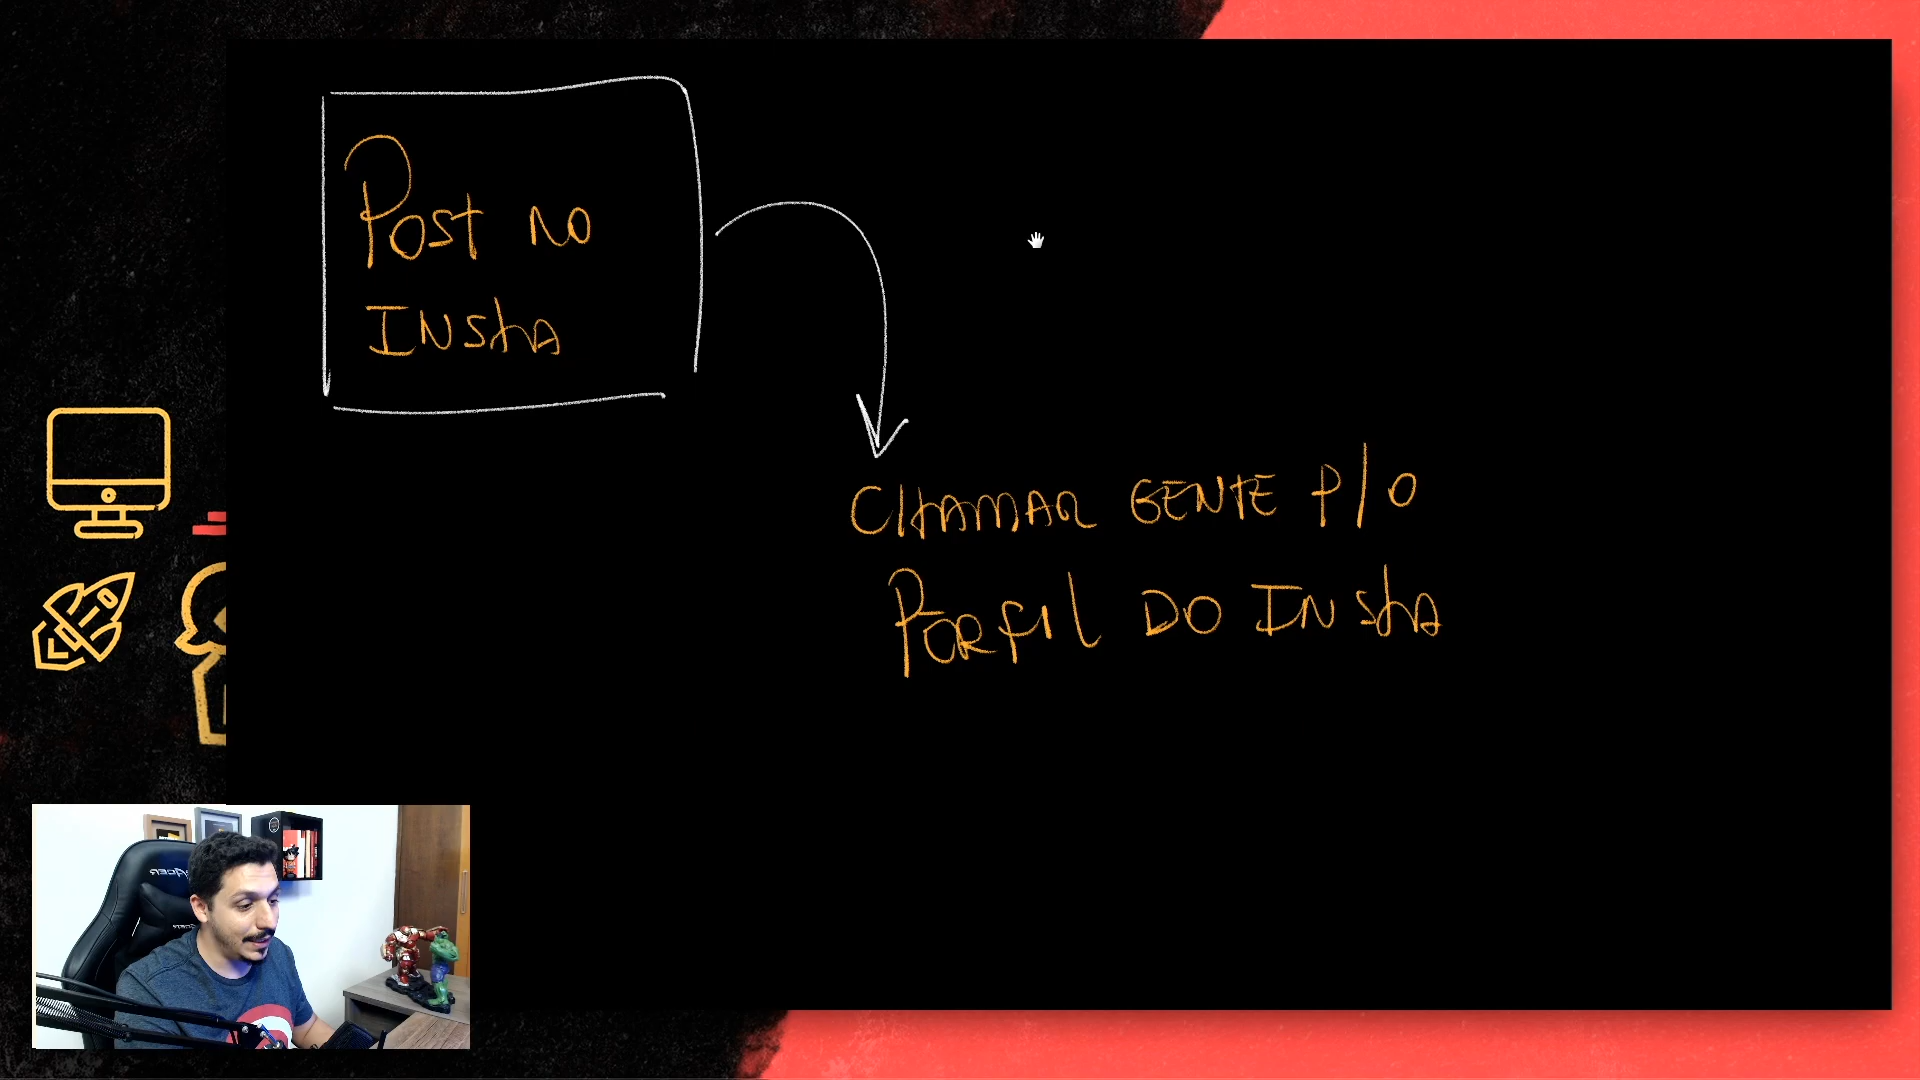 Post no
Insta
Chamar gente p/o
Perfil do Insta